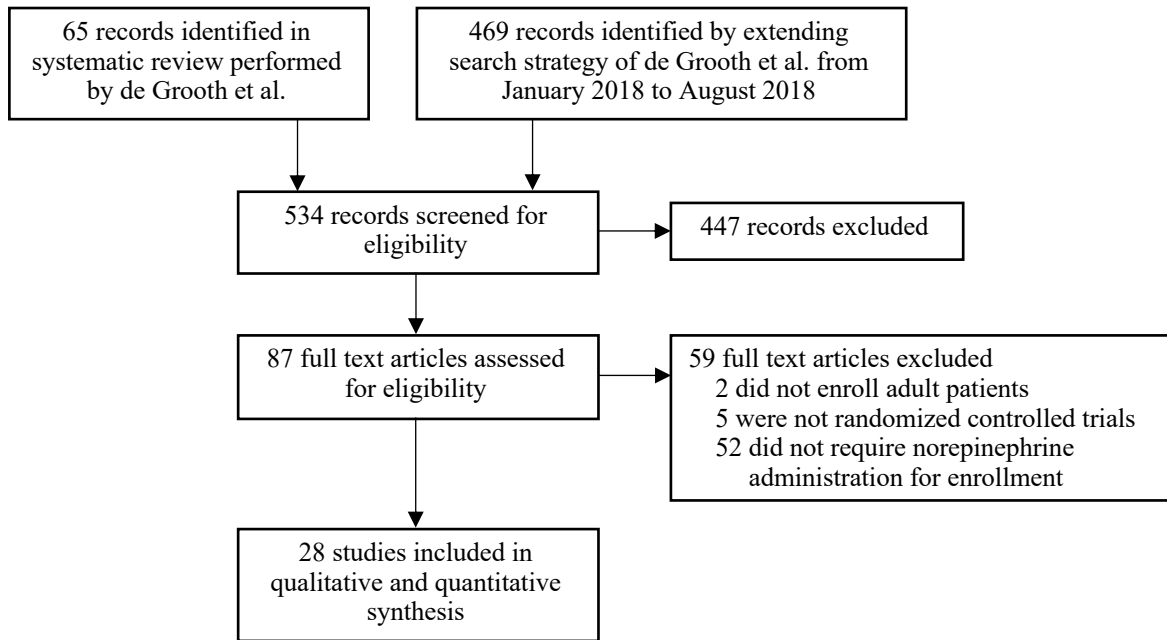 65 records identified in
systematic review performed
by de Grooth et al.
469 records identified by extending
search strategy of de Grooth et al. from
January 2018 to August 2018
534 records screened for
eligibility
447 records excluded
87 full text articles assessed
for eligibility
59 full text articles excluded
2 did not enroll adult patients
5 were not randomized controlled trials
52 did not require norepinephrine
administration for enrollment
28 studies included in
qualitative and quantitative
synthesis